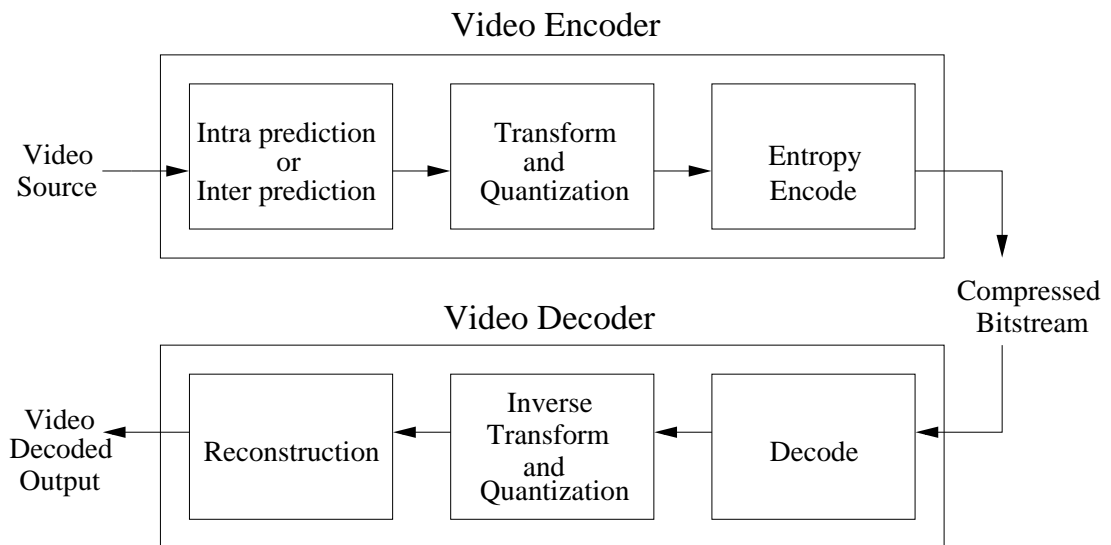 Video Encoder
Video
Source
Intra prediction
or
Inter prediction
Transform
and
Quantization
Entropy
Encode
Compressed
Bitstream
Video Decoder
Decode
Inverse
Transform
and
Quantization
Reconstruction
Video
Decoded
Output